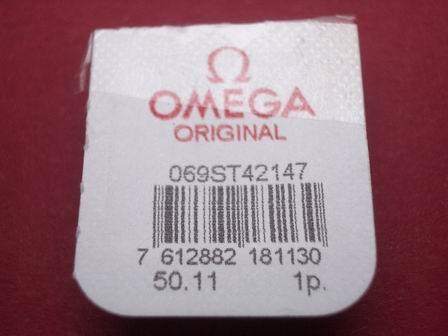 Ω
OMEGA
ORIGINAL
069ST42147
7 612882 181130
50.11 1p.